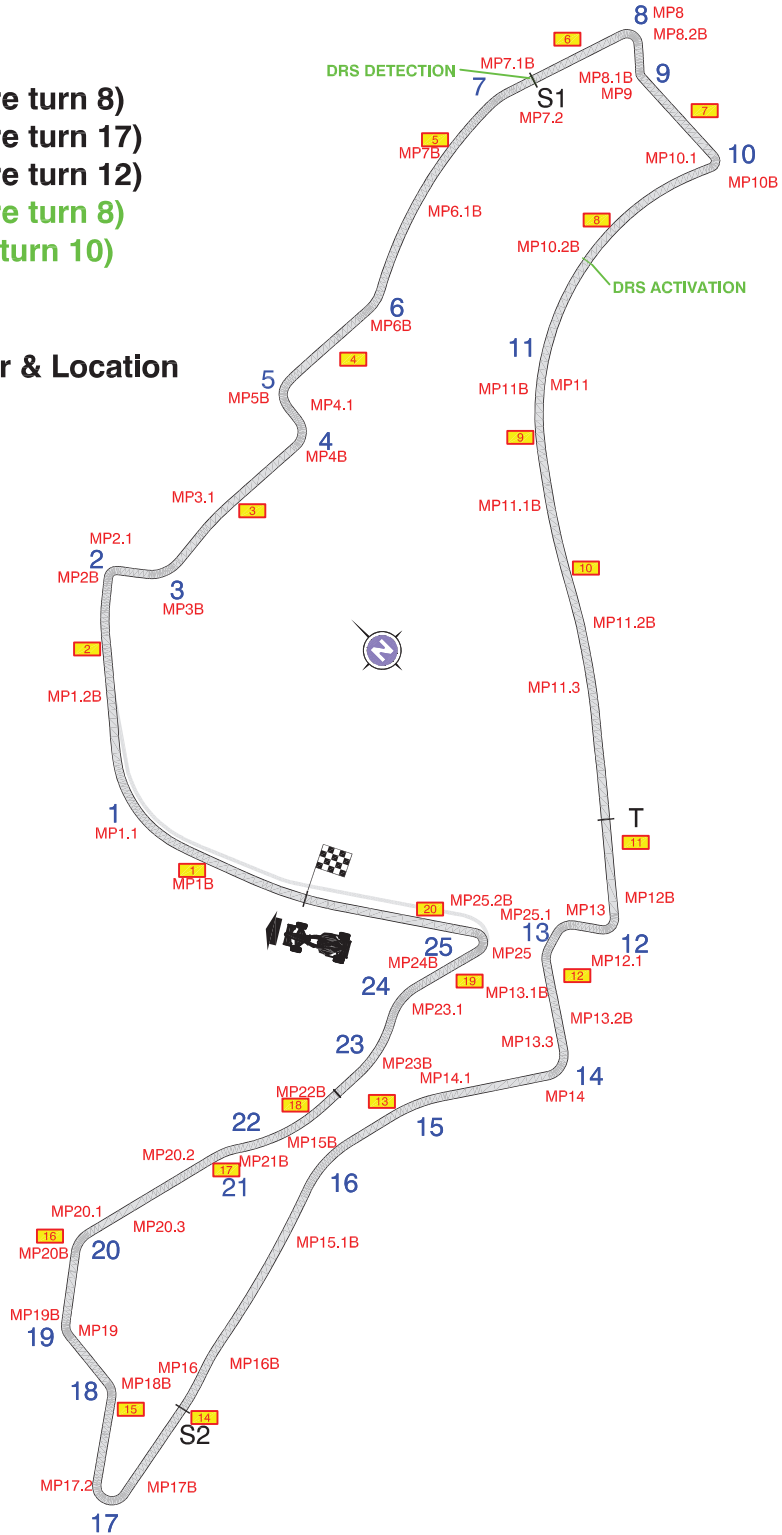 8 MP8
MP8.2B
6
MP7.1B
DRS DETECTION
7
S1
MP8.1B
MP9
9
re turn 8)
7
MP7.2
re turn 17)
5
MP7B
MP10.1
10
MP10B
re turn 12)
re turn 8)
MP6.1B
8
turn 10)
MP10.2B
DRS ACTIVATION
6
MP6B
11
4
r & Location
5
MP5B
MP4.1
MP11B
MP11
4
MP4B
9
MP3.1
3
MP11.1B
MP2.1
2
MP2B
10
3
MP3B
MP11.2B
2
N
MP1.2B
MP11.3
1
MP1.1
T
11
1
MP1B
20
MP25.2B
MP25.1
MP13
MP12B
13
12
25
MP25
MP24B
MP12.1
12
24
19
MP13.1B
MP23.1
MP13.2B
23
MP13.3
MP23B
MP14.1
14
MP14
MP22B
18
13
22
15
MP15B
MP20.2
MP21B
17
21
16
MP20.1
MP20.3
16
MP20B
20
MP15.1B
MP19B
MP19
19
MP16
MP16B
18
MP18B
15
14
S2
MP17.2
MP17B
17